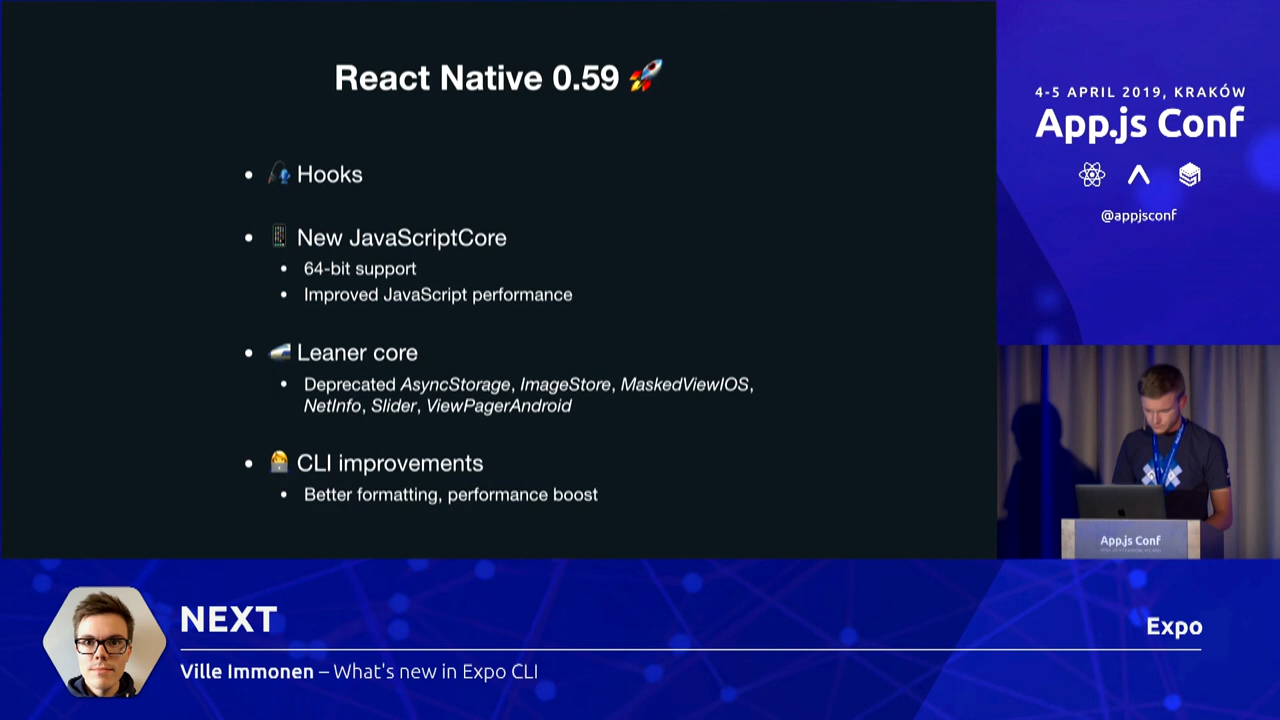 React Native 0.59 🚀
• Hooks
• New JavaScriptCore
• 64-bit support
• Improved JavaScript performance
• Leaner core
• Deprecated AsyncStorage, ImageStore, MaskedViewIOS,
NetInfo, Slider, ViewPagerAndroid
• CLI improvements
• Better formatting, performance boost
4-5 APRIL 2019, KRAKÓW
App.js Conf
@appjsconf
App.js Conf
NEXT
Expo
Ville Immonen – What's new in Expo CLI